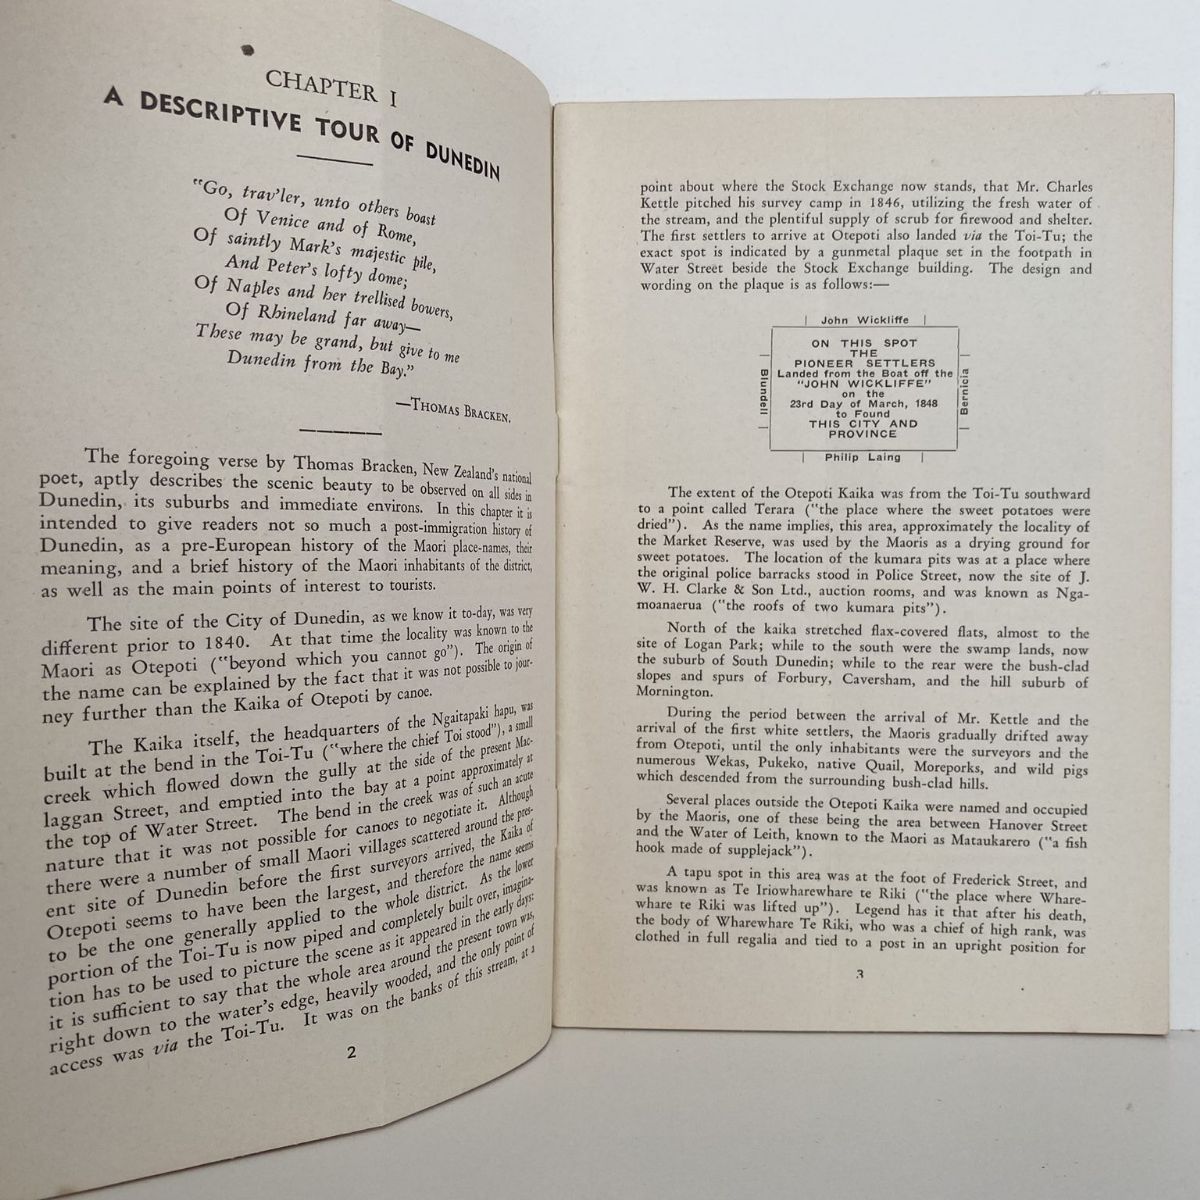 CHAPTER I
A DESCRIPTIVE TOUR OF DUNEDIN
"Go, trav'ler, unto others boast
Of Venice and of Rome,
Of saintly Mark's majestic pile,
And Peter's lofty dome;
Of Naples and her trellised bowers,
Of Rhineland far away—
These may be grand, but give to me
Dunedin from the Bay."
—THOMAS BRACKEN.
The foregoing verse by Thomas Bracken, New Zealand's national
poet, aptly describes the scenic beauty to be observed on all sides in
Dunedin, its suburbs and immediate environs. In this chapter it is
intended to give readers not so much a post-immigration history of
Dunedin, as a pre-European history of the Maori place-names, their
meaning, and a brief history of the Maori inhabitants of the district,
as well as the main points of interest to tourists.
The site of the City of Dunedin, as we know it to-day, was very
different prior to 1840. At that time the locality was known to the
Maori as Otepoti ("beyond which you cannot go"). The origin of
the name can be explained by the fact that it was not possible to jour-
ney further than the Kaika of Otepoti by canoe.
The Kaika itself, the headquarters of the Ngaitapaki hapu, was
built at the bend in the Toi-Tu ("where the chief Toi stood"), a small
creek which flowed down the gully at the side of the present Mac-
laggan Street, and emptied into the bay at a point approximately at
the top of Water Street. The bend in the creek was of such an acute
nature that it was not possible for canoes to negotiate it. Although
there were a number of small Maori villages scattered around the pres-
ent site of Dunedin before the first surveyors arrived, the Kaika of
Otepoti seems to have been the largest, and therefore the name seems
to be the one generally applied to the whole district. As the lower
portion of the Toi-Tu is now piped and completely built over, imagina-
tion has to be used to picture the scene as it appeared in the early days:
it is sufficient to say that the whole area around the present town was,
right down to the water's edge, heavily wooded, and the only point of
access was via the Toi-Tu. It was on the banks of this stream, at a
2
point about where the Stock Exchange now stands, that Mr. Charles
Kettle pitched his survey camp in 1846, utilizing the fresh water of
the stream, and the plentiful supply of scrub for firewood and shelter.
The first settlers to arrive at Otepoti also landed via the Toi-Tu; the
exact spot is indicated by a gunmetal plaque set in the footpath in
Water Street beside the Stock Exchange building. The design and
wording on the plaque is as follows:—
John Wickliffe
Blundell
ON THIS SPOT
THE
PIONEER SETTLERS
Landed from the Boat off the
"JOHN WICKLIFFE"
on the
23rd Day of March, 1848
to Found
THIS CITY AND
PROVINCE
Bernicia
Philip Laing
The extent of the Otepoti Kaika was from the Toi-Tu southward
to a point called Terara ("the place where the sweet potatoes were
dried"). As the name implies, this area, approximately the locality of
the Market Reserve, was used by the Maoris as a drying ground for
sweet potatoes. The location of the kumara pits was at a place where
the original police barracks stood in Police Street, now the site of J.
W. H. Clarke & Son Ltd., auction rooms, and was known as Nga-
moanaerua ("the roofs of two kumara pits").
North of the kaika stretched flax-covered flats, almost to the
site of Logan Park; while to the south were the swamp lands, now
the suburb of South Dunedin; while to the rear were the bush-clad
slopes and spurs of Forbury, Caversham, and the hill suburb of
Mornington.
During the period between the arrival of Mr. Kettle and the
arrival of the first white settlers, the Maoris gradually drifted away
from Otepoti, until the only inhabitants were the surveyors and the
numerous Wekas, Pukeko, native Quail, Moreporks, and wild pigs
which descended from the surrounding bush-clad hills.
Several places outside the Otepoti Kaika were named and occupied
by the Maoris, one of these being the area between Hanover Street
and the Water of Leith, known to the Maori as Mataukarero ("a fish
hook made of supplejack").
A tapu spot in this area was at the foot of Frederick Street, and
was known as Te Iriowharewhare te Riki ("the place where Whare-
whare te Riki was lifted up"). Legend has it that after his death,
the body of Wharewhare Te Riki, who was a chief of high rank, was
clothed in full regalia and tied to a post in an upright position for
3